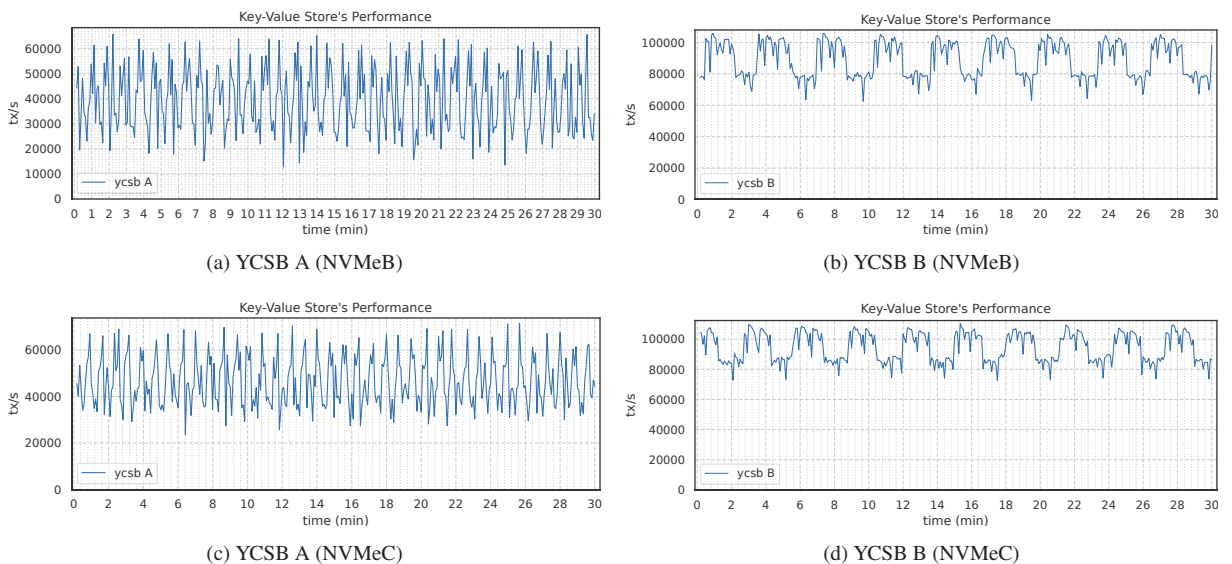 Key-Value Store's Performance
60000
50000
40000
30000
20000
10000
0
tx/s
ycsb A
0 1 2 3 4 5 6 7 8 9 10 11 12 13 14 15 16 17 18 19 20 21 22 23 24 25 26 27 28 29 30
time (min)
(a) YCSB A (NVMeB)
Key-Value Store's Performance
100000
80000
60000
40000
20000
0
tx/s
ycsb B
0 2 4 6 8 10 12 14 16 18 20 22 24 26 28 30
time (min)
(b) YCSB B (NVMeB)
Key-Value Store's Performance
60000
40000
20000
0
tx/s
ycsb A
0 2 4 6 8 10 12 14 16 18 20 22 24 26 28 30
time (min)
(c) YCSB A (NVMeC)
Key-Value Store's Performance
100000
80000
60000
40000
20000
0
tx/s
ycsb B
0 2 4 6 8 10 12 14 16 18 20 22 24 26 28 30
time (min)
(d) YCSB B (NVMeC)